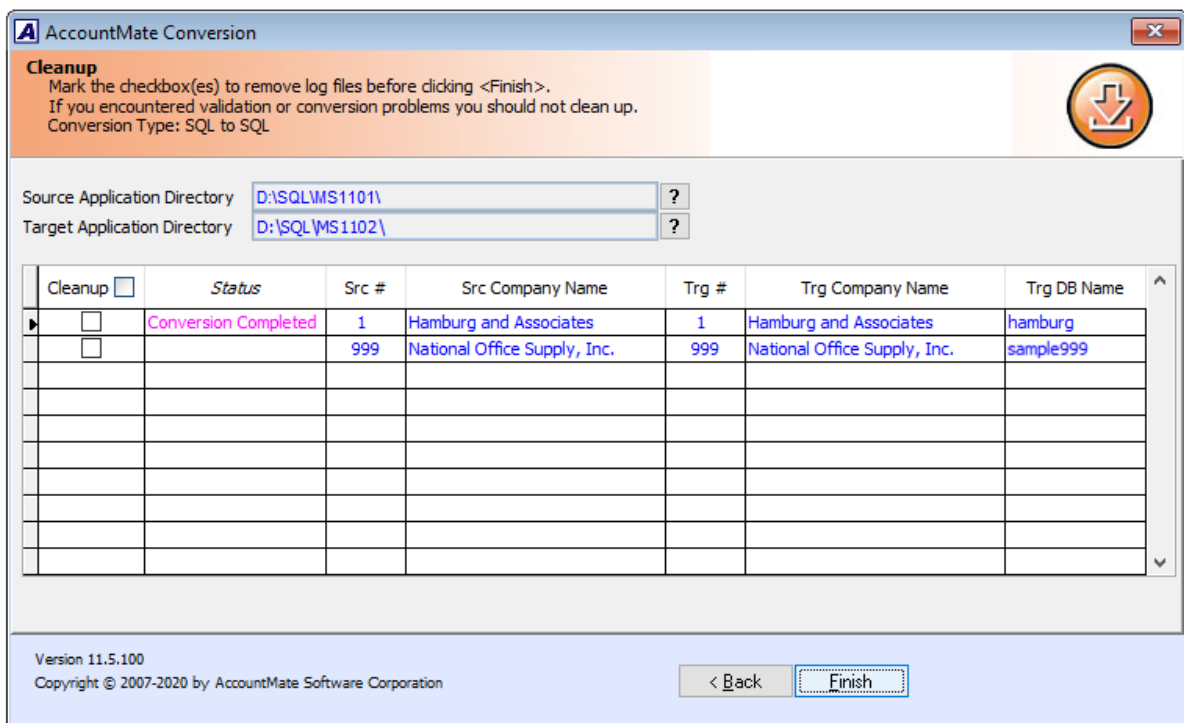 AccountMate Conversion
Cleanup
Mark the checkbox(es) to remove log files before clicking <Finish>.
If you encountered validation or conversion problems you should not clean up.
Conversion Type: SQL to SQL
Source Application Directory D:\SQL\MS1101\ ?
Target Application Directory D:\SQL\MS1102\ ?
Cleanup Status Src # Src Company Name Trg # Trg Company Name Trg DB Name
Conversion Completed 1 Hamburg and Associates 1 Hamburg and Associates hamburg
999 National Office Supply, Inc. 999 National Office Supply, Inc. sample999
Version 11.5.100
Copyright © 2007-2020 by AccountMate Software Corporation
< Back Finish